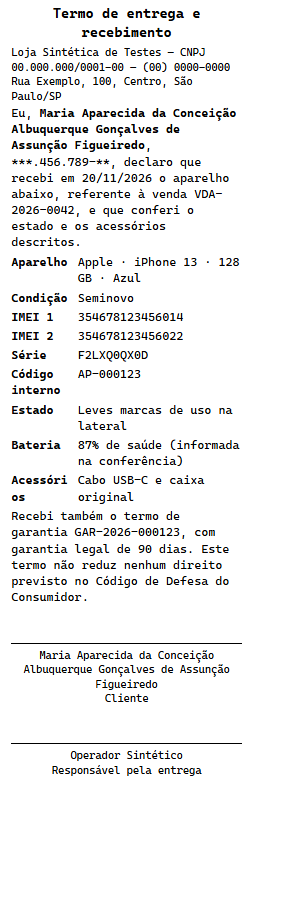 Termo de entrega e
recebimento
Loja Sintética de Testes – CNPJ
00.000.000/0001-00 – (00) 0000-0000
Rua Exemplo, 100, Centro, São
Paulo/SP
Eu, Maria Aparecida da Conceição
Albuquerque Gonçalves de
Assunção Figueiredo,
***.456.789-**, declaro que
recebi em 20/11/2026 o aparelho
abaixo, referente à venda VDA-
2026-0042, e que conferi o
estado e os acessórios
descritos.
Aparelho Apple · iPhone 13 · 128
GB · Azul
Condição Seminovo
IMEI 1 354678123456014
IMEI 2 354678123456022
Série F2LXQ0QX0D
Código AP-000123
interno
Estado Leves marcas de uso na
lateral
Bateria 87% de saúde (informada
na conferência)
Acessóri Cabo USB-C e caixa
os original
Recebi também o termo de
garantia GAR-2026-000123, com
garantia legal de 90 dias. Este
termo não reduz nenhum direito
previsto no Código de Defesa do
Consumidor.
Maria Aparecida da Conceição
Albuquerque Gonçalves de Assunção
Figueiredo
Cliente
Operador Sintético
Responsável pela entrega